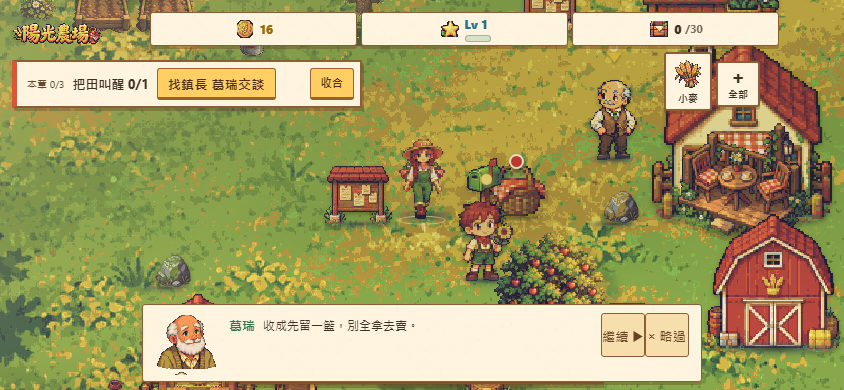 陽光農場
16
Lv 1
0 /30
本章 0/3 把田叫醒 0/1 找鎮長 葛瑞交談 收合
小麥
+
全部
葛瑞 收成先留一籃，別全拿去賣。
繼續 ▶ × 略過